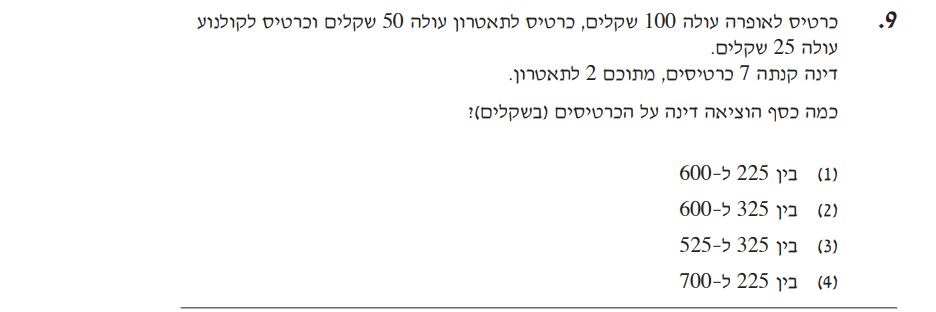 9. כרטיס לאופרה עולה 100 שקלים, כרטיס לתאטרון עולה 50 שקלים וכרטיס לקולנוע
עולה 25 שקלים.
דינה קנתה 7 כרטיסים, מתוכם 2 לתאטרון.
כמה כסף הוציאה דינה על הכרטיסים (בשקלים)?
(1) בין 225 ל-600
(2) בין 325 ל-600
(3) בין 325 ל-525
(4) בין 225 ל-700